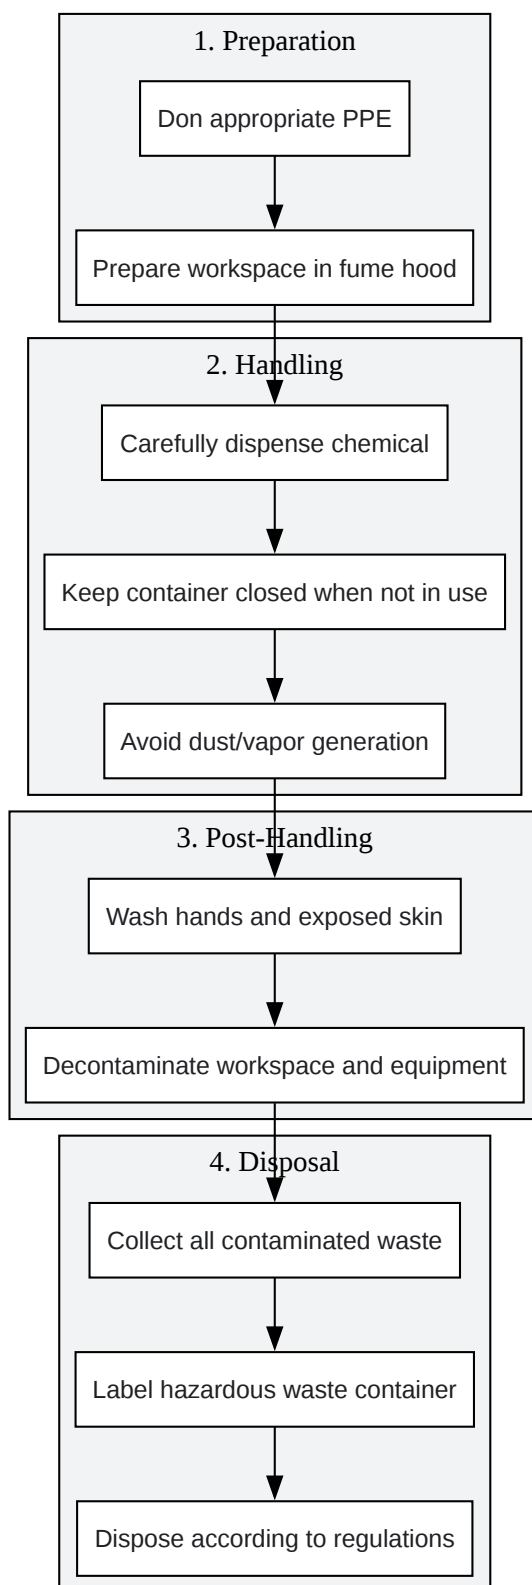 1. Preparation
Don appropriate PPE
Prepare workspace in fume hood
2. Handling
Carefully dispense chemical
Keep container closed when not in use
Avoid dust/vapor generation
3. Post-Handling
Wash hands and exposed skin
Decontaminate workspace and equipment
4. Disposal
Collect all contaminated waste
Label hazardous waste container
Dispose according to regulations